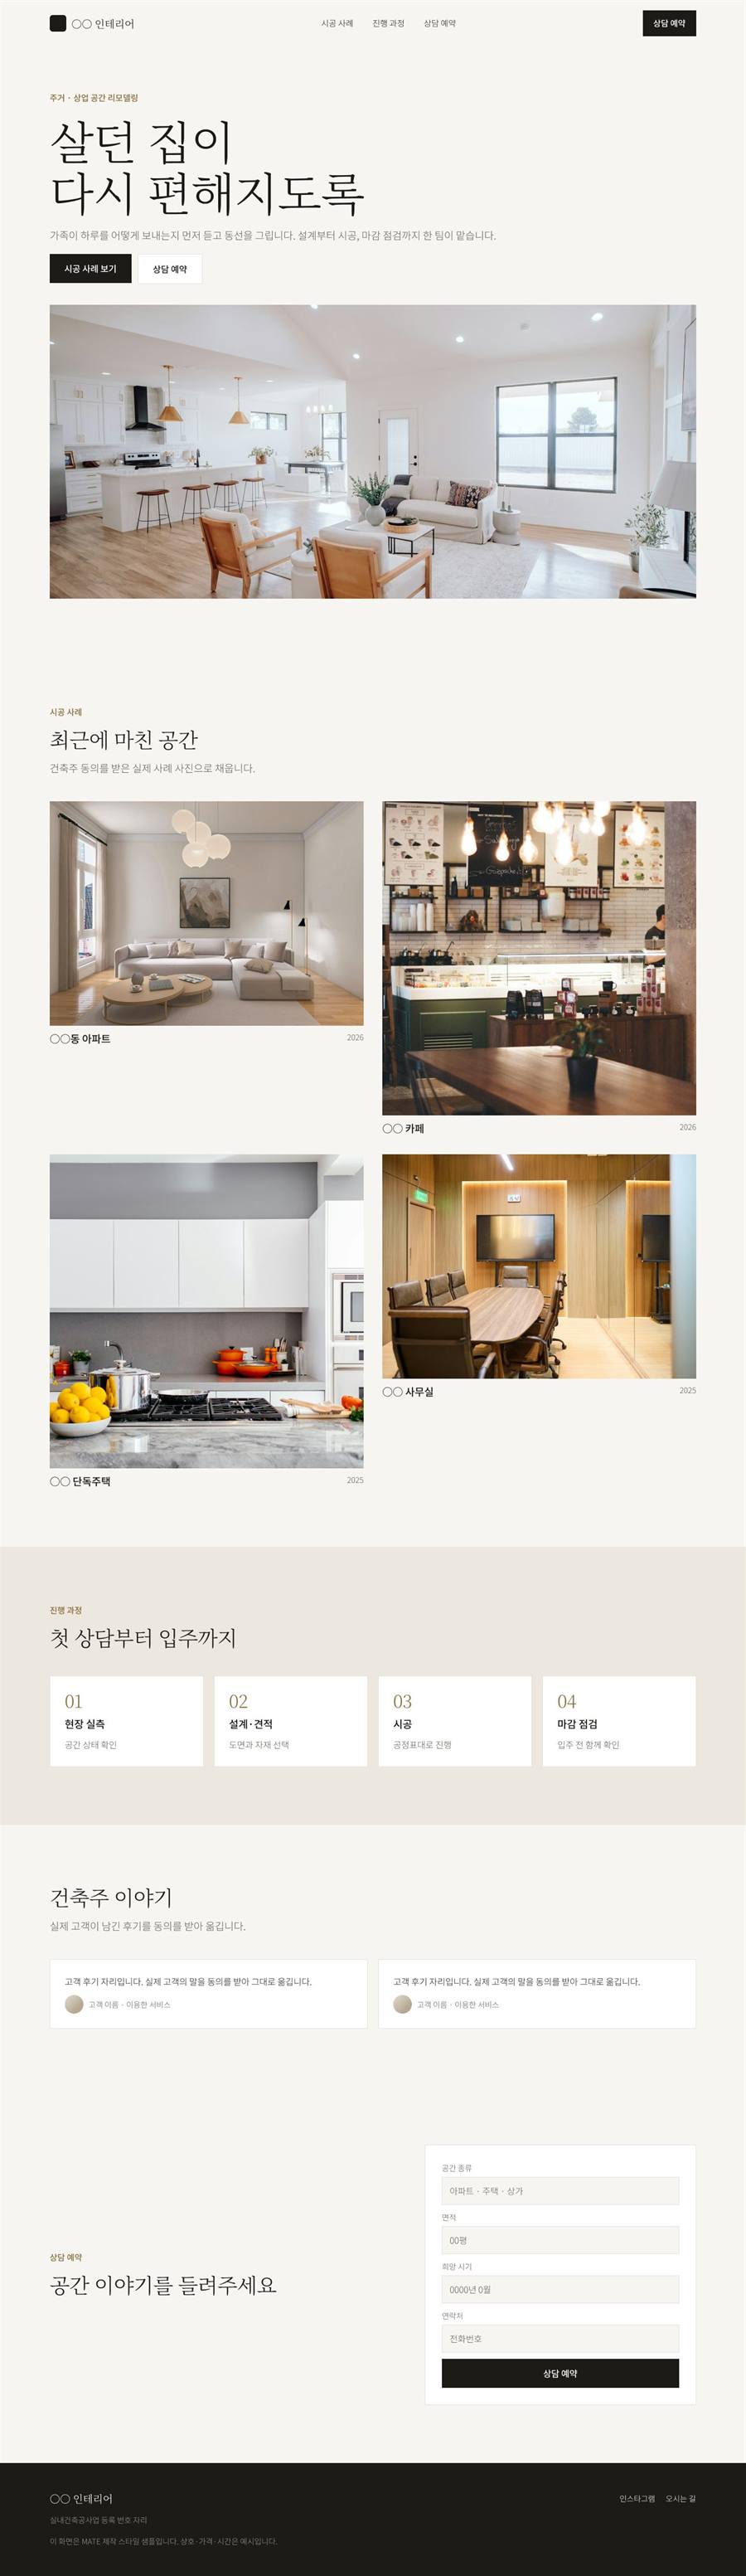 ○○ 인테리어
시공 사례
진행 과정
상담 예약
상담 예약
주거 · 상업 공간 리모델링
살던 집이
다시 편해지도록
가족이 하루를 어떻게 보내는지 먼저 듣고 동선을 그립니다. 설계부터 시공, 마감 점검까지 한 팀이 맡습니다.
시공 사례 보기
상담 예약
시공 사례
최근에 마친 공간
건축주 동의를 받은 실제 사례 사진으로 채웁니다.
○○동 아파트
2026
○○ 카페
2026
○○ 단독주택
2025
○○ 사무실
2025
진행 과정
첫 상담부터 입주까지
01
현장 실측
공간 상태 확인
02
설계·견적
도면과 자재 선택
03
시공
공정표대로 진행
04
마감 점검
입주 전 함께 확인
건축주 이야기
실제 고객이 남긴 후기를 동의를 받아 옮깁니다.
고객 후기 자리입니다. 실제 고객의 말을 동의를 받아 그대로 옮깁니다.
고객 이름 · 이용한 서비스
고객 후기 자리입니다. 실제 고객의 말을 동의를 받아 그대로 옮깁니다.
고객 이름 · 이용한 서비스
상담 예약
공간 이야기를 들려주세요
공간 종류
아파트 · 주택 · 상가
면적
00평
희망 시기
0000년 0월
연락처
전화번호
상담 예약
○○ 인테리어
실내건축공사업 등록 번호 자리
이 화면은 MATE 제작 스타일 샘플입니다. 상호·가격·시간은 예시입니다.
인스타그램
오시는 길